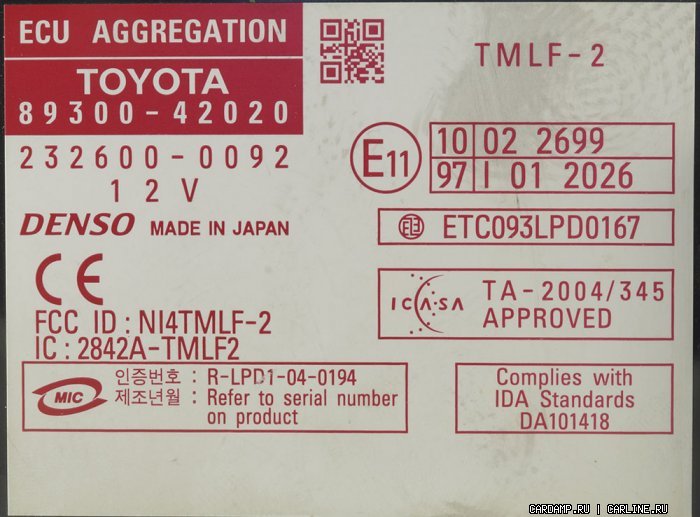 ECU AGGREGATION
TMLF-2
TOYOTA
89300-42020
232600-0092
12V
DENSO MADE IN JAPAN
E11
10 02 2699
97 I 01 2026
ETC093LPD0167
CE
ICASA TA-2004/345
APPROVED
FCC ID : NI4TMLF-2
IC : 2842A-TMLF2
MIC
인증번호 : R-LPD1-04-0194
제조년월 : Refer to serial number
on product
Complies with
IDA Standards
DA101418
CARDAMP.RU | CARLINE.RU